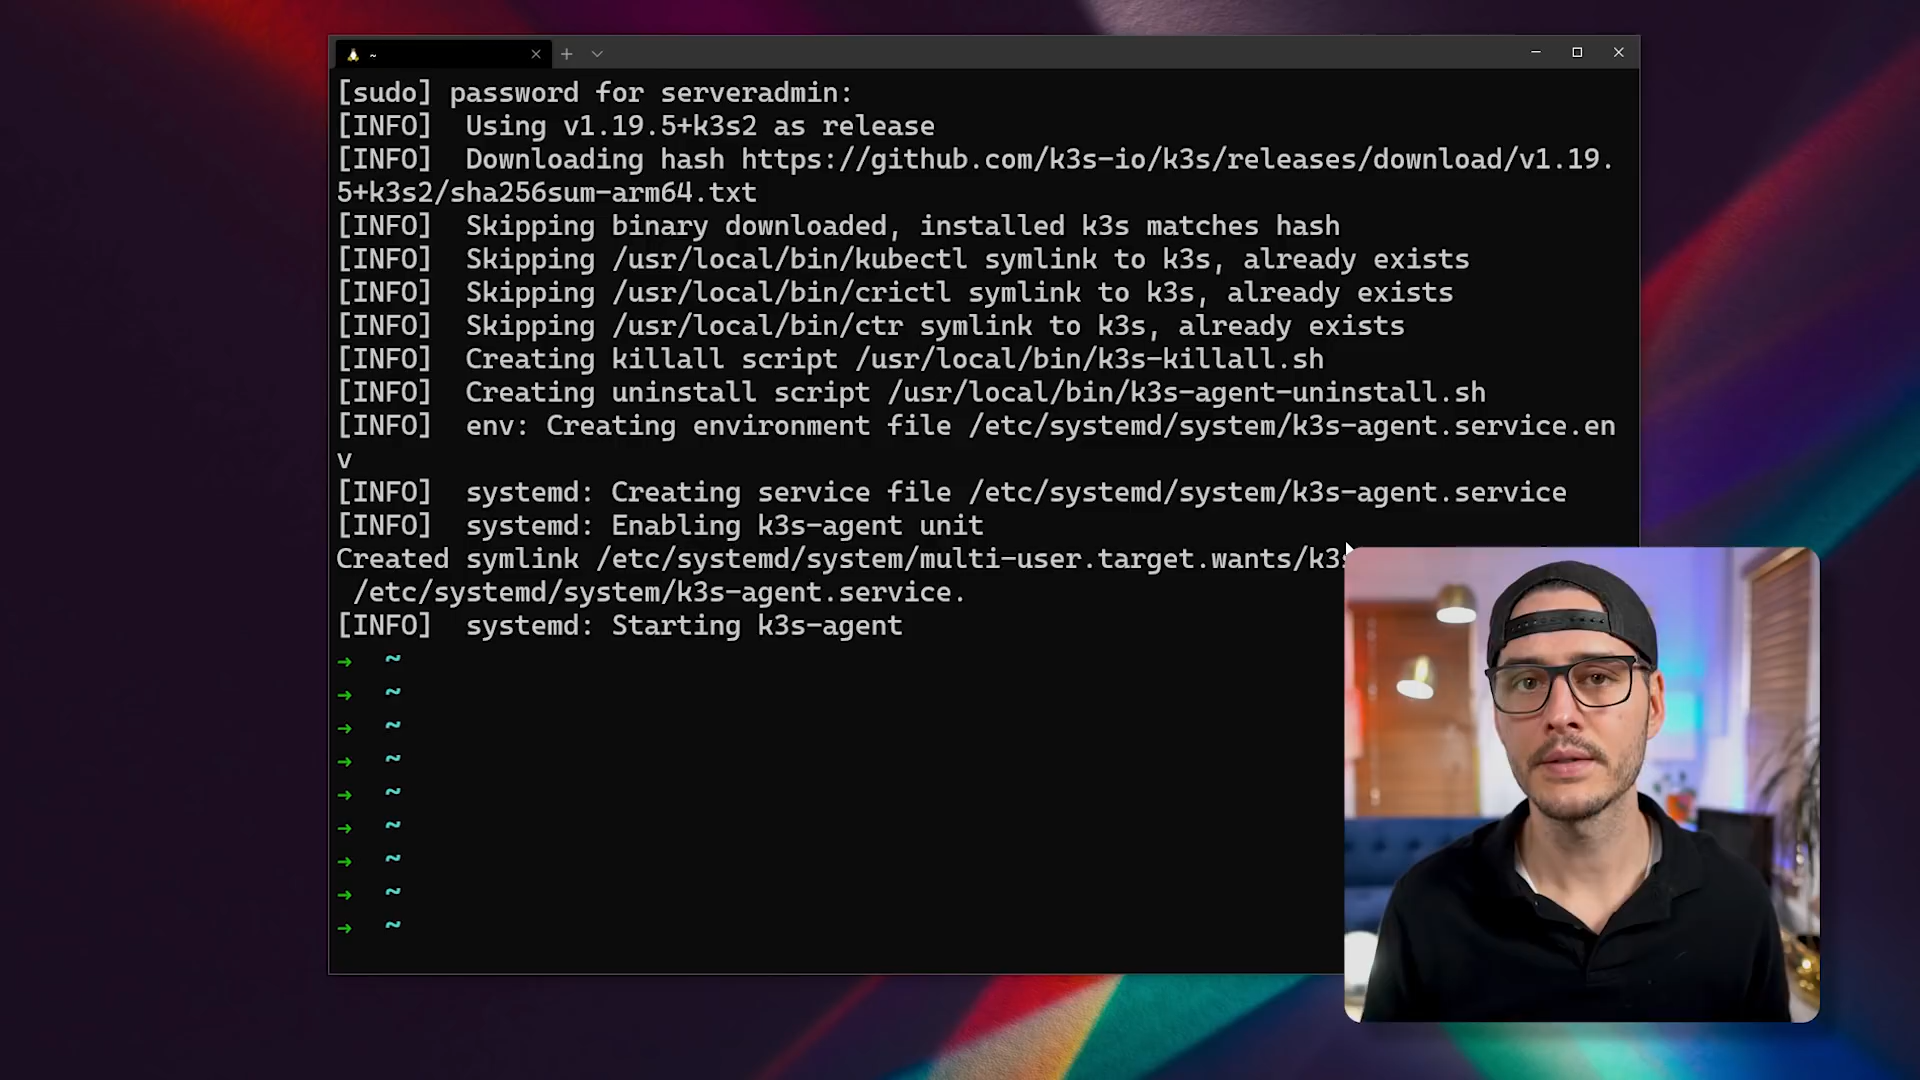 ~
[sudo] password for serveradmin:
[INFO]  Using v1.19.5+k3s2 as release
[INFO]  Downloading hash https://github.com/k3s-io/k3s/releases/download/v1.19.
5+k3s2/sha256sum-arm64.txt
[INFO]  Skipping binary downloaded, installed k3s matches hash
[INFO]  Skipping /usr/local/bin/kubectl symlink to k3s, already exists
[INFO]  Skipping /usr/local/bin/crictl symlink to k3s, already exists
[INFO]  Skipping /usr/local/bin/ctr symlink to k3s, already exists
[INFO]  Creating killall script /usr/local/bin/k3s-killall.sh
[INFO]  Creating uninstall script /usr/local/bin/k3s-agent-uninstall.sh
[INFO]  env: Creating environment file /etc/systemd/system/k3s-agent.service.en
v
[INFO]  systemd: Creating service file /etc/systemd/system/k3s-agent.service
[INFO]  systemd: Enabling k3s-agent unit
Created symlink /etc/systemd/system/multi-user.target.wants/k3s
 /etc/systemd/system/k3s-agent.service.
[INFO]  systemd: Starting k3s-agent
→  ~
→  ~
→  ~
→  ~
→  ~
→  ~
→  ~
→  ~
→  ~